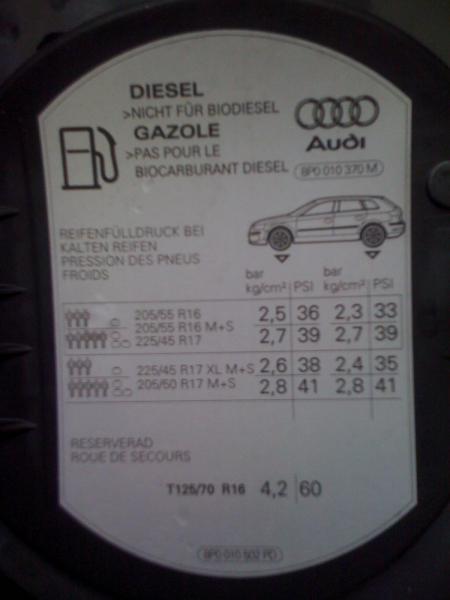 DIESEL
>NICHT FÜR BIODIESEL
GAZOLE
>PAS POUR LE
BIOCARBURANT DIESEL
Audi
8P0 010 370 M
REIFENFÜLLDRUCK BEI
KALTEN REIFEN
PRESSION DES PNEUS
FROIDS
bar kg/cm² PSI bar kg/cm² PSI
205/55 R16 2,5 36 2,3 33
205/55 R16 M+S
225/45 R17 2,7 39 2,7 39
225/45 R17 XL M+S 2,6 38 2,4 35
205/50 R17 M+S 2,8 41 2,8 41
RESERVERAD
ROUE DE SECOURS
T125/70 R16 4,2 60
8P0 010 502 PD